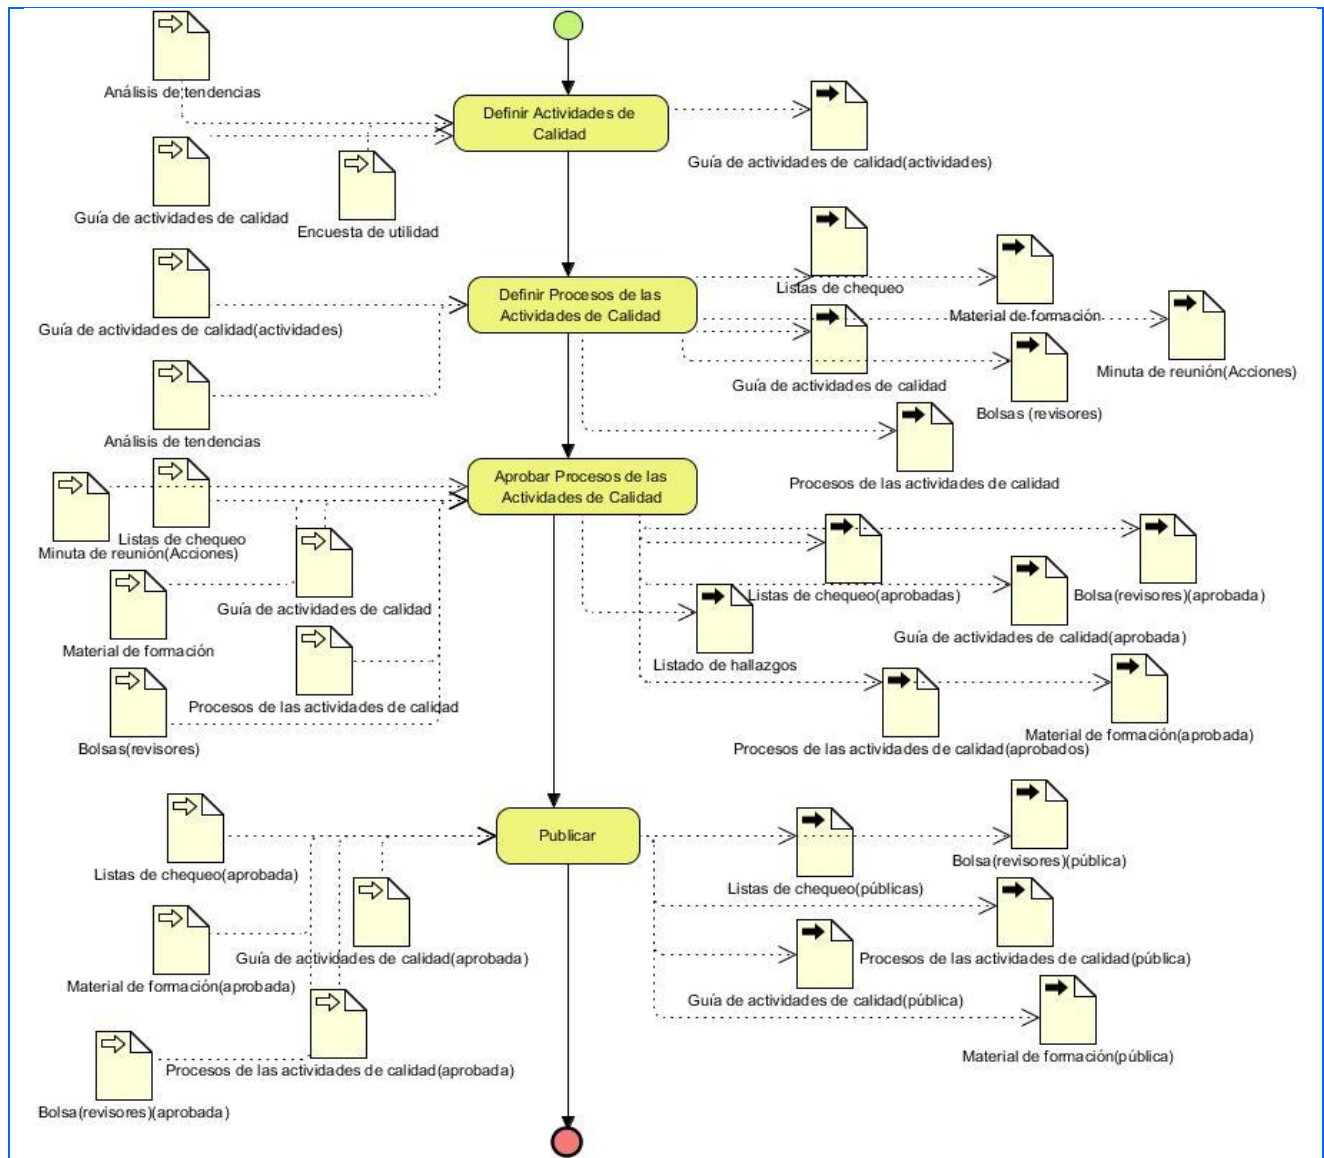 Análisis de tendencias
Definir Actividades de
Calidad
Guía de actividades de calidad(actividades)
Guía de actividades de calidad
Encuesta de utilidad
Listas de chequeo
Definir Procesos de las
Actividades de Calidad
Material de formación
Guía de actividades de calidad(actividades)
Minuta de reunión(Acciones)
Guía de actividades de calidad
Bolsas (revisores)
Análisis de tendencias
Procesos de las actividades de calidad
Aprobar Procesos de las
Actividades de Calidad
Listas de chequeo
Minuta de reunión(Acciones)
Guía de actividades de calidad
Listas de chequeo(aprobadas)
Bolsa(revisores)(aprobada)
Guía de actividades de calidad(aprobada)
Material de formación
Listado de hallazgos
Procesos de las actividades de calidad
Material de formación(aprobada)
Bolsas(revisores)
Procesos de las actividades de calidad(aprobados)
Publicar
Bolsa(revisores)(pública)
Listas de chequeo(aprobada)
Listas de chequeo(públicas)
Guía de actividades de calidad(aprobada)
Procesos de las actividades de calidad(pública)
Material de formación(aprobada)
Guía de actividades de calidad(pública)
Material de formación(pública)
Procesos de las actividades de calidad(aprobada)
Bolsa(revisores)(aprobada)